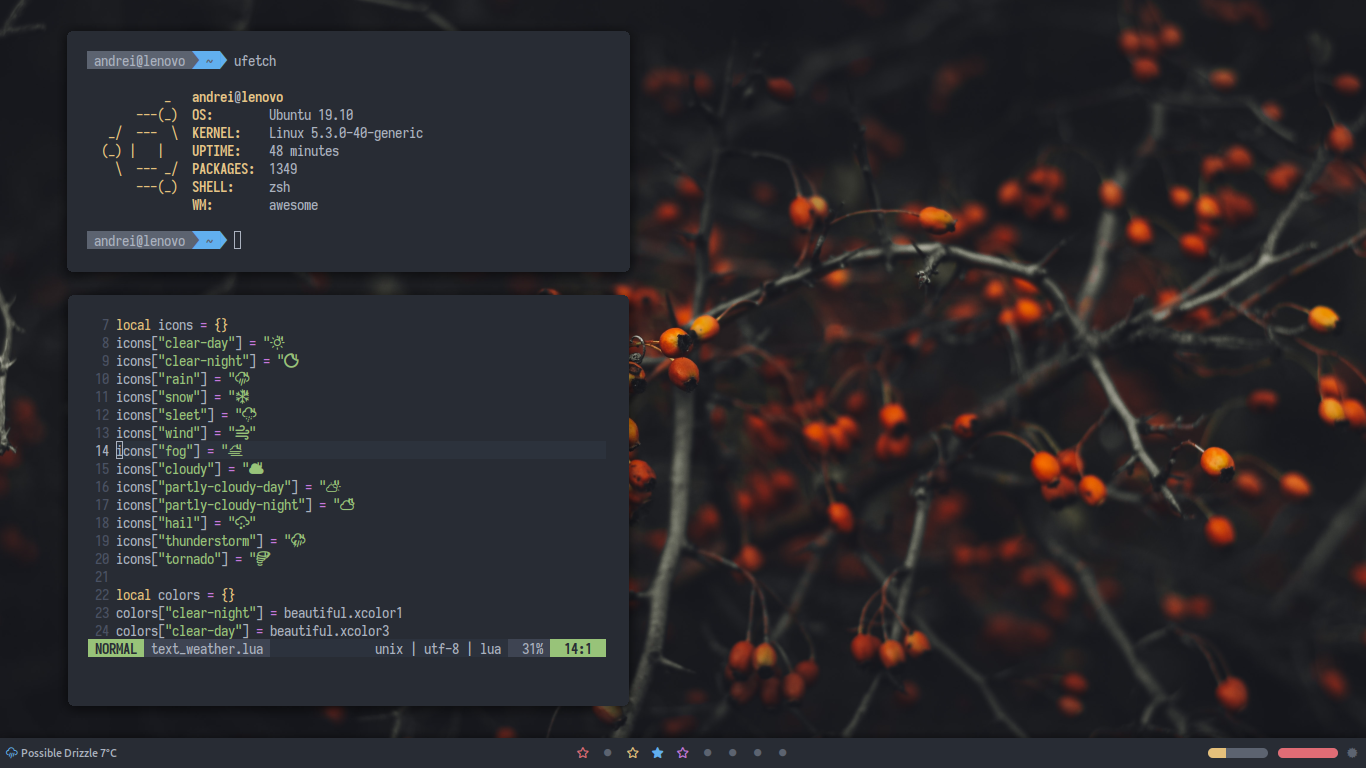 andrei@lenovo ~ ufetch
andrei@lenovo
OS: Ubuntu 19.10
KERNEL: Linux 5.3.0-40-generic
UPTIME: 48 minutes
PACKAGES: 1349
SHELL: zsh
WM: awesome
andrei@lenovo ~
7 local icons = {}
8 icons["clear-day"] = "
9 icons["clear-night"] = "
10 icons["rain"] = "
11 icons["snow"] = "
12 icons["sleet"] = "
13 icons["wind"] = ""
14 icons["fog"] = "
15 icons["cloudy"] = "
16 icons["partly-cloudy-day"] = "
17 icons["partly-cloudy-night"] = "
18 icons["hail"] = ""
19 icons["thunderstorm"] = "
20 icons["tornado"] = "
21
22 local colors = {}
23 colors["clear-night"] = beautiful.xcolor1
24 colors["clear-day"] = beautiful.xcolor3
NORMAL text_weather.lua unix | utf-8 | lua 31% 14:1
Possible Drizzle 7°C